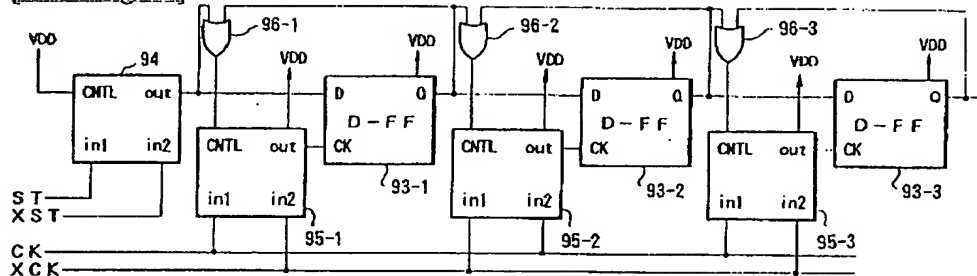 96-1
96-2
96-3
VDD
94
VDD
VDD
VDD
VDD
VDD
VDD
CNTL out
in1 in2
D Q
D-FF
CK
93-1
D Q
D-FF
CK
93-2
D Q
D-FF
CK
93-3
CNTL out
in1 in2
95-1
CNTL out
in1 in2
95-2
CNTL out
in1 in2
95-3
ST
XST
CK
XCK